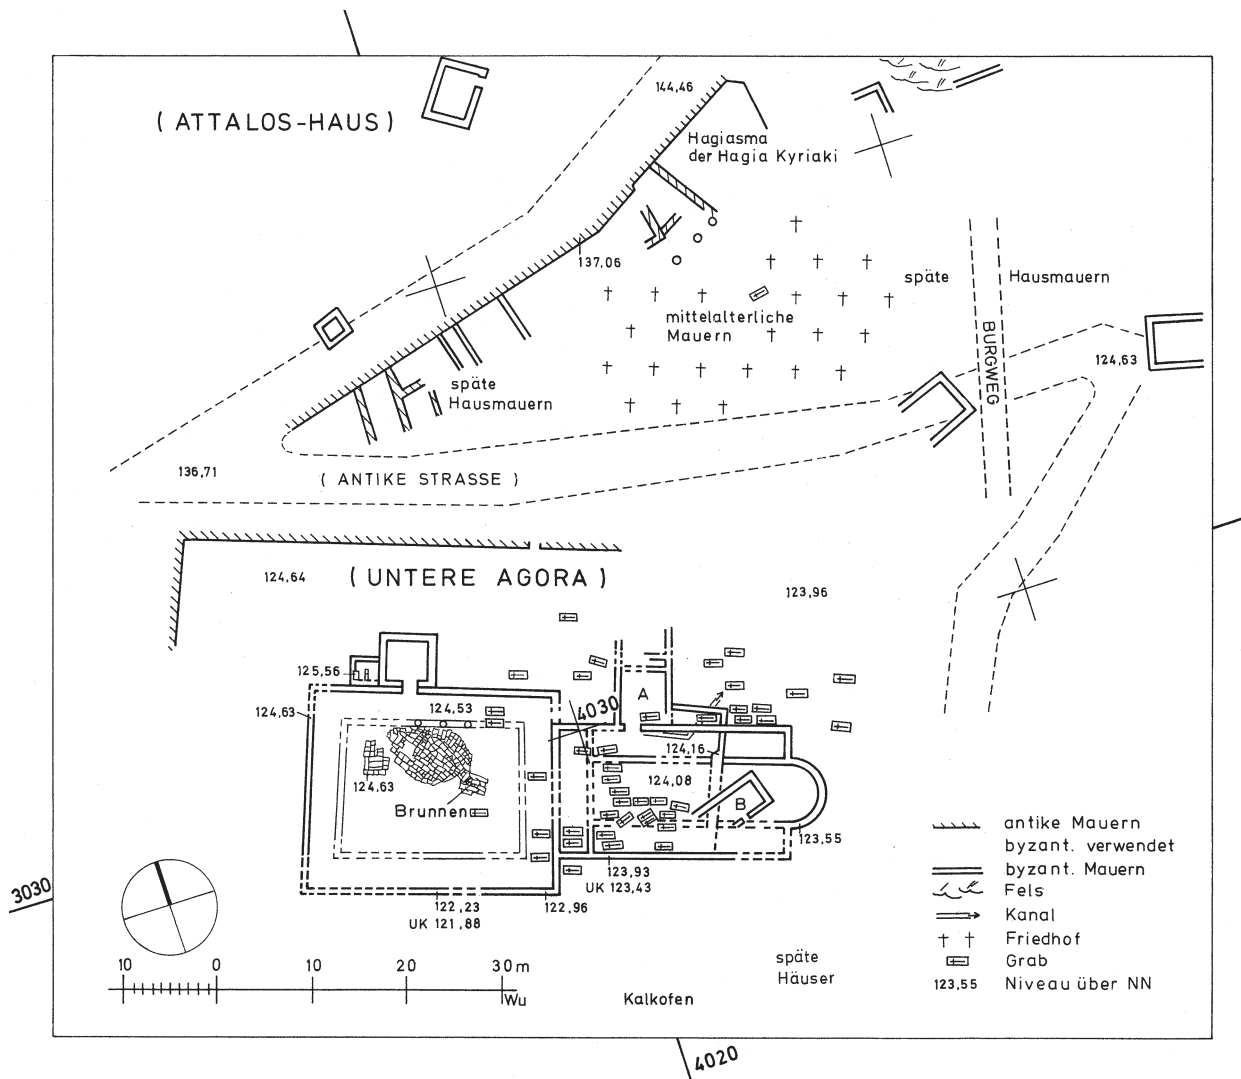 144,46
( ATTALOS-HAUS )
Hagiasma
der Hagia Kyriaki
137,06
späte
Hausmauern
mittelalterliche
Mauern
BURGWEG
124,63
späte
Hausmauern
136,71
( ANTIKE STRASSE )
124,64
( UNTERE AGORA )
123,96
125,56
A
124,63
124,53
4030
124,16
124,63
124,08
Brunnen
B
123,55
123,93
UK 123,43
122,23
UK 121,88
122,96
3030
10 0 10 20 30 m
Wu
Kalkofen
späte
Häuser
4020
antike Mauern
byzant. verwendet
byzant. Mauern
Fels
Kanal
Friedhof
Grab
123,55 Niveau über NN